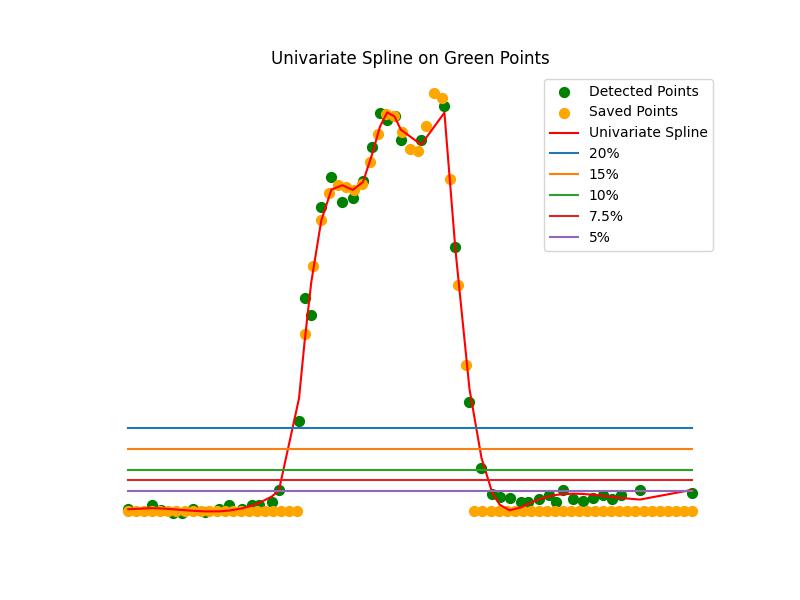 Univariate Spline on Green Points
Detected Points
Saved Points
Univariate Spline
20%
15%
10%
7.5%
5%